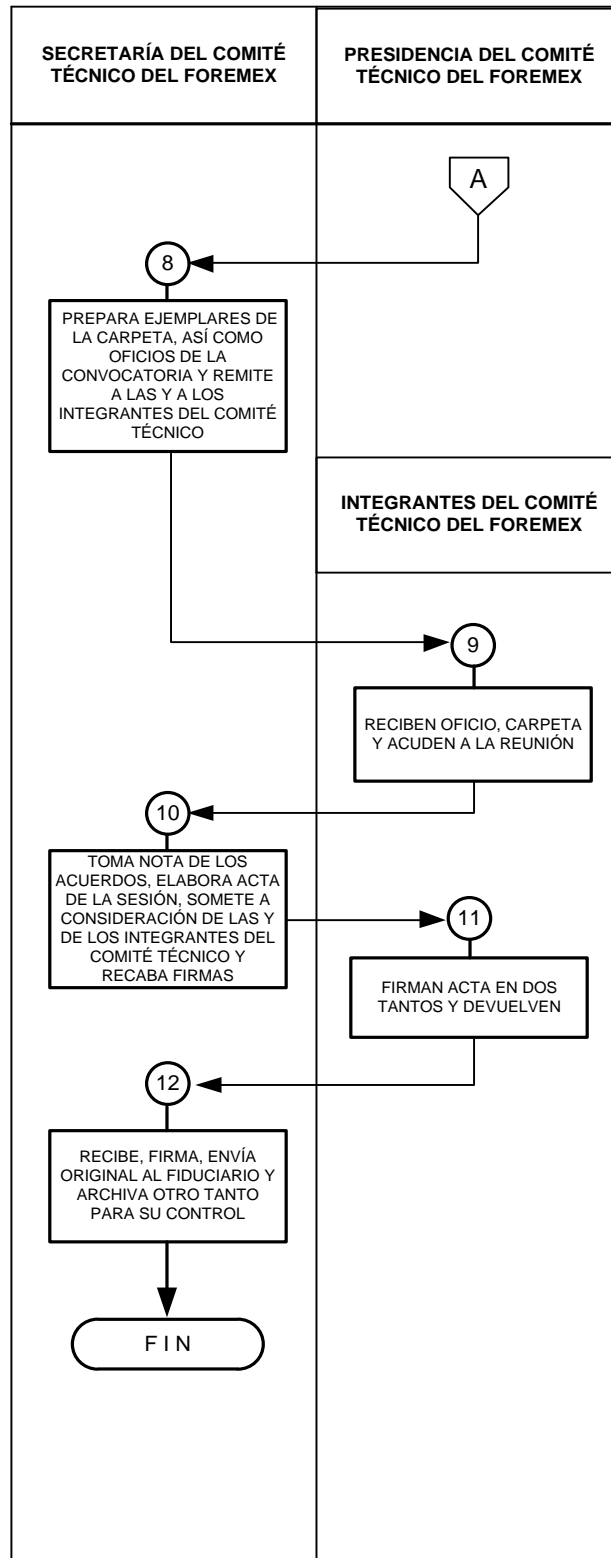 SECRETARÍA DEL COMITÉ
TÉCNICO DEL FOREMEX
PRESIDENCIA DEL COMITÉ
TÉCNICO DEL FOREMEX
A
8
PREPARA EJEMPLARES DE
LA CARPETA, ASÍ COMO
OFICIOS DE LA
CONVOCATORIA Y REMITE
A LAS Y A LOS
INTEGRANTES DEL COMITÉ
TÉCNICO
INTEGRANTES DEL COMITÉ
TÉCNICO DEL FOREMEX
9
RECIBEN OFICIO, CARPETA
Y ACUDEN A LA REUNIÓN
10
TOMA NOTA DE LOS
ACUERDOS, ELABORA ACTA
DE LA SESIÓN, SOMETE A
CONSIDERACIÓN DE LAS Y
DE LOS INTEGRANTES DEL
COMITÉ TÉCNICO Y
RECABA FIRMAS
11
FIRMAN ACTA EN DOS
TANTOS Y DEVUELVEN
12
RECIBE, FIRMA, ENVÍA
ORIGINAL AL FIDUCIARIO Y
ARCHIVA OTRO TANTO
PARA SU CONTROL
F I N